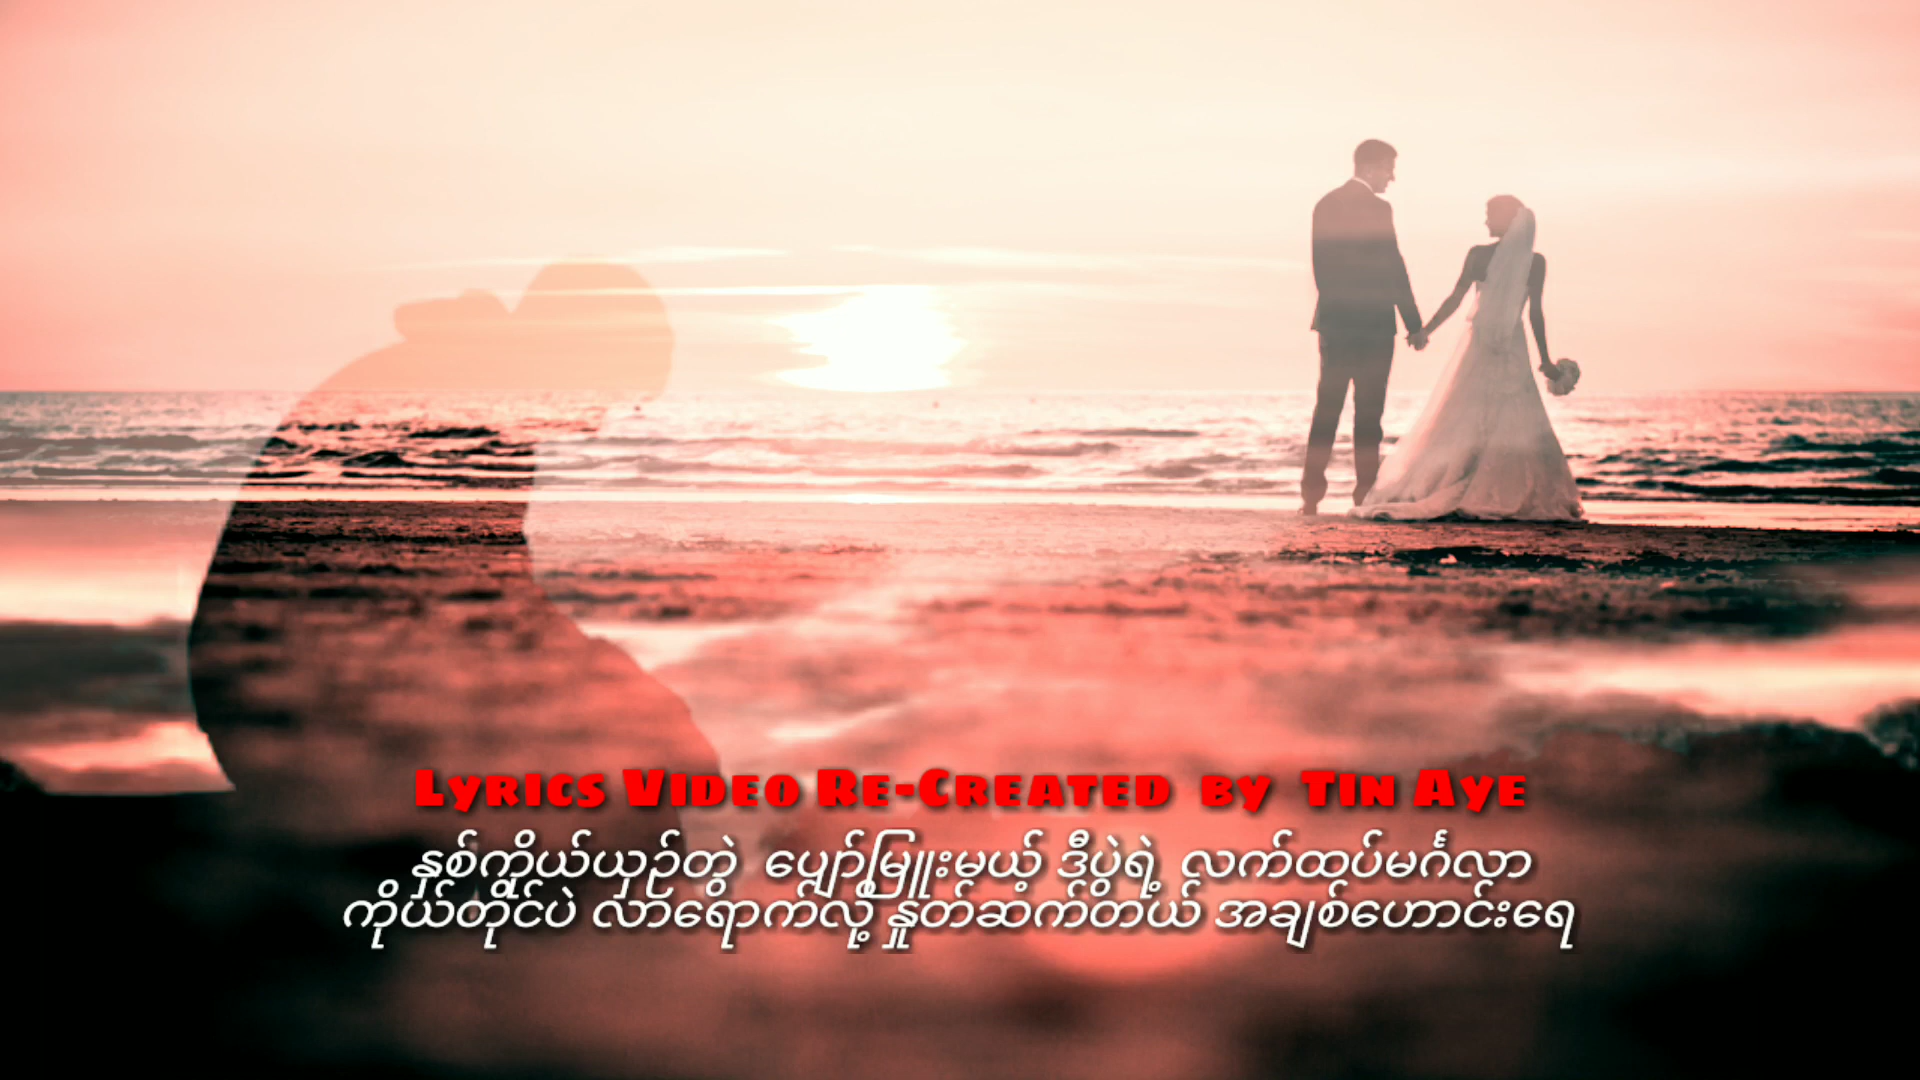 Lyrics Video Re-Created by Tin Aye
နှစ်ကိုယ်ယှဉ်တွဲ ပျော်မြူးမယ့် ဒီပွဲရဲ့ လက်ထပ်မင်္ဂလာ
ကိုယ်တိုင်ပဲ လာရောက်လို့ နှုတ်ဆက်တယ် အချစ်ဟောင်းရေ